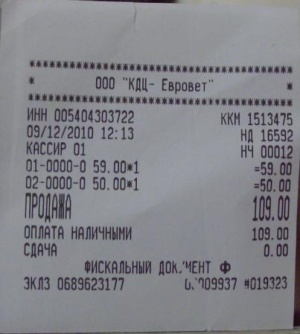 ******************************
* ООО "КДЦ- Евровет" *
******************************
ИНН 005404303722 ККМ 1513475
09/12/2010 12:13 НД 16592
КАССИР 01 НЧ 00012
01-0000-0 59.00*1 =59.00
02-0000-0 50.00*1 =50.00
ПРОДАЖА 109.00
ОПЛАТА НАЛИЧНЫМИ 109.00
СДАЧА 0.00
ФИСКАЛЬНЫЙ ДОКУМЕНТ Ф
ЭКЛЗ 0689623177 #019323